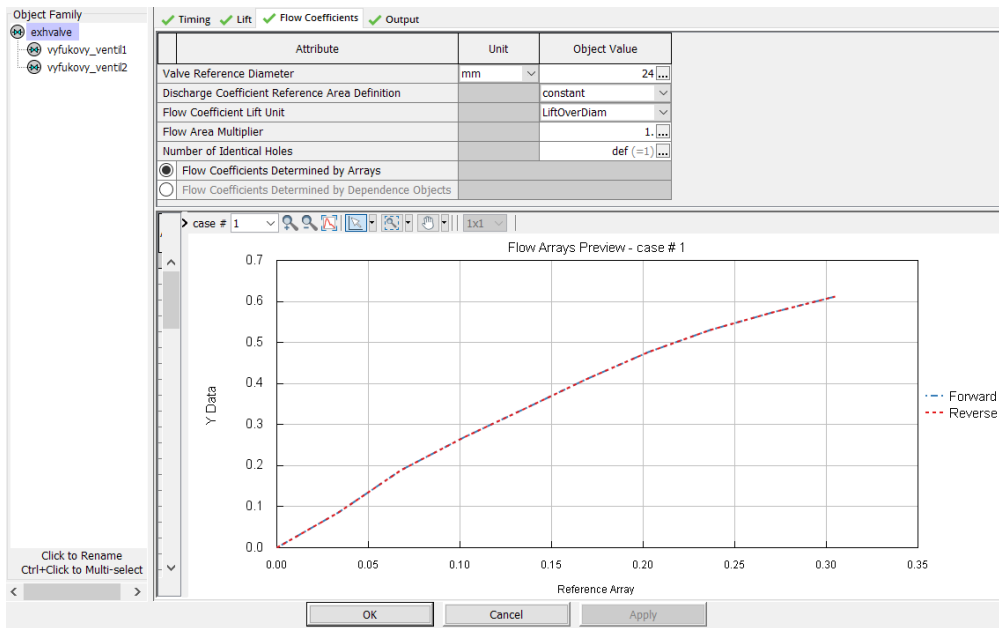 Object Family
exhvalve
vyfukovy_ventil1
vyfukovy_ventil2
Click to Rename
Ctrl+Click to Multi-select
Timing Lift Flow Coefficients Output
Attribute Unit Object Value
Valve Reference Diameter mm 24 ...
Discharge Coefficient Reference Area Definition constant
Flow Coefficient Lift Unit LiftOverDiam
Flow Area Multiplier 1. ...
Number of Identical Holes def (=1) ...
Flow Coefficients Determined by Arrays
Flow Coefficients Determined by Dependence Objects
case # 1 1x1
Flow Arrays Preview - case # 1
0.7
0.6
0.5
0.4
0.3
0.2
0.1
0.0
Y Data
0.00 0.05 0.10 0.15 0.20 0.25 0.30 0.35
Reference Array
Forward
Reverse
OK Cancel Apply